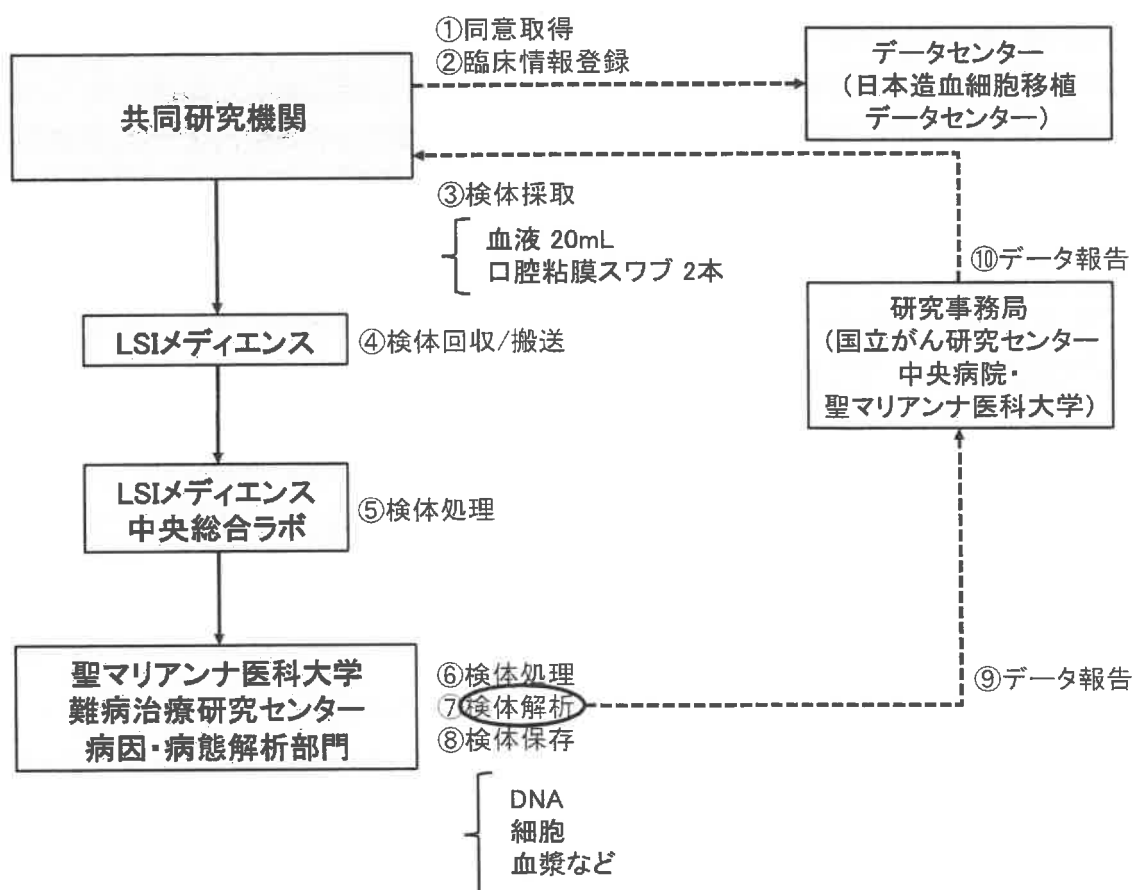 ①同意取得
②臨床情報登録
共同研究機関
データセンター
（日本造血細胞移植
データセンター）
③検体採取
血液 20mL
口腔粘膜スワブ 2本
⑩データ報告
研究事務局
（国立がん研究センター
中央病院・
聖マリアンナ医科大学）
LSIメディエンス
④検体回収/搬送
LSIメディエンス
中央総合ラボ
⑤検体処理
聖マリアンナ医科大学
難病治療研究センター
病因・病態解析部門
⑥検体処理
⑦検体解析
⑧検体保存
⑨データ報告
DNA
細胞
血漿など